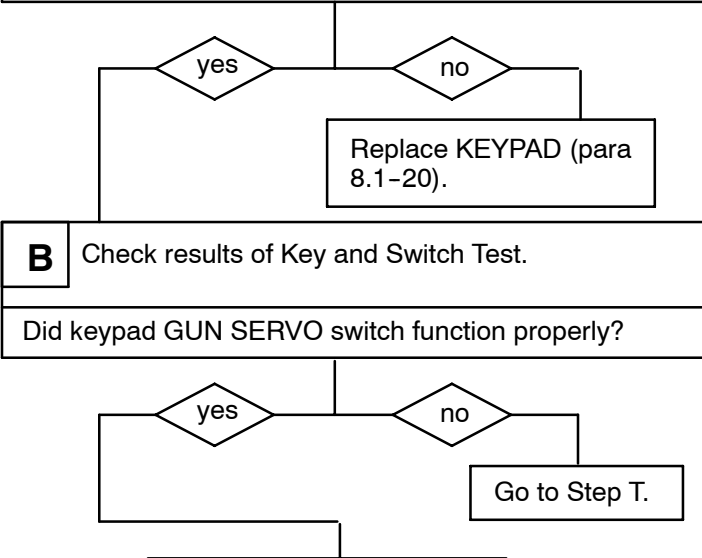 yes
no
Replace KEYPAD (para
8.1-20).
B
Check results of Key and Switch Test.
Did keypad GUN SERVO switch function properly?
yes
no
Go to Step T.